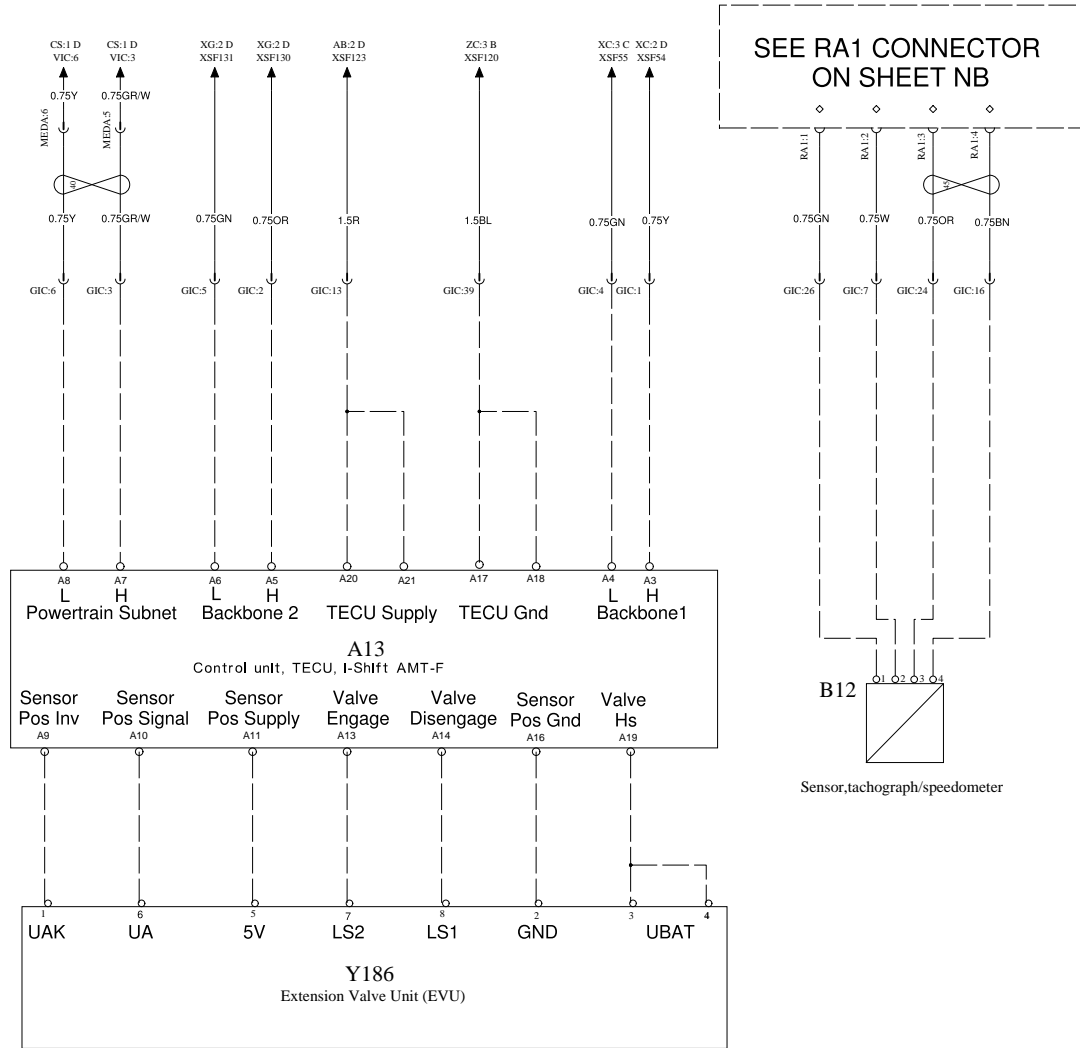 CS:1 D CS:1 D XG:2 D XG:2 D AB:2 D ZC:3 B XC:3 C XC:2 D
VIC:6 VIC:3 XSF131 XSF130 XSF123 XSF120 XSF55 XSF54
SEE RA1 CONNECTOR
ON SHEET NB
0.75Y 0.75GR/W
MEDA:6 MEDA:5
RA1:1 RA1:2 RA1:3 RA1:4
40 45
0.75Y 0.75GR/W 0.75GN 0.75OR 1.5R 1.5BL 0.75GN 0.75Y 0.75GN 0.75W 0.75OR 0.75BN
GIC:6 GIC:3 GIC:5 GIC:2 GIC:13 GIC:39 GIC:4 GIC:1 GIC:26 GIC:7 GIC:24 GIC:16
A8 A7 A6 A5 A20 A21 A17 A18 A4 A3
L H L H L H
Powertrain Subnet Backbone 2 TECU Supply TECU Gnd Backbone1
A13
Control unit, TECU, I-Shift AMT-F
Sensor Sensor Sensor Valve Valve Sensor Valve
Pos Inv Pos Signal Pos Supply Engage Disengage Pos Gnd Hs
A9 A10 A11 A13 A14 A16 A19
1 2 3 4
B12
Sensor,tachograph/speedometer
1 6 5 7 8 2 3 4
UAK UA 5V LS2 LS1 GND UBAT
Y186
Extension Valve Unit (EVU)